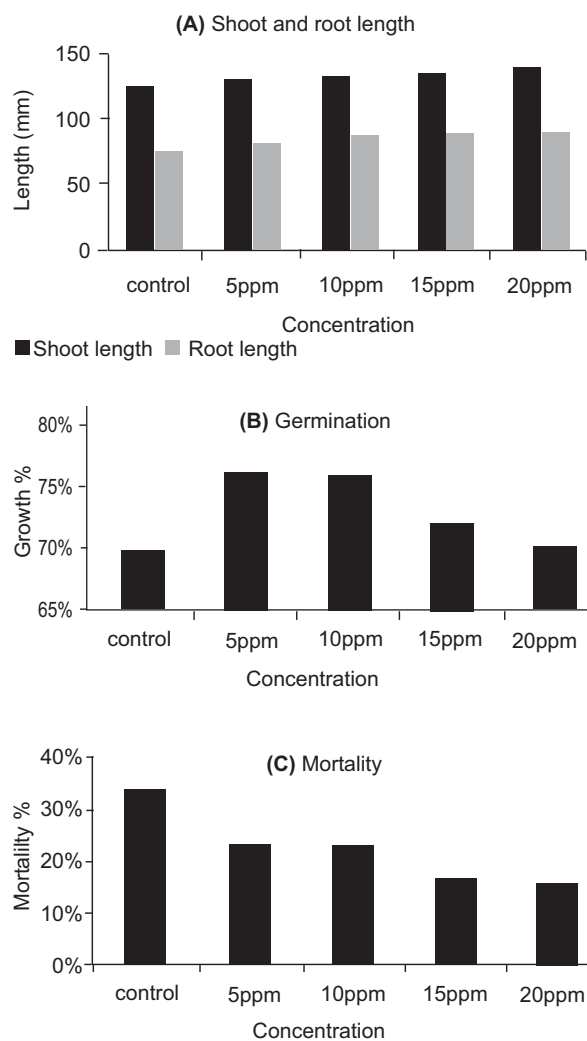 (A) Shoot and root length
150
100
50
0
Length (mm)
control 5ppm 10ppm 15ppm 20ppm
Concentration
Shoot length Root length
(B) Germination
80%
75%
70%
65%
Growth %
control 5ppm 10ppm 15ppm 20ppm
Concentration
(C) Mortality
40%
30%
20%
10%
0%
Mortalilty %
control 5ppm 10ppm 15ppm 20ppm
Concentration